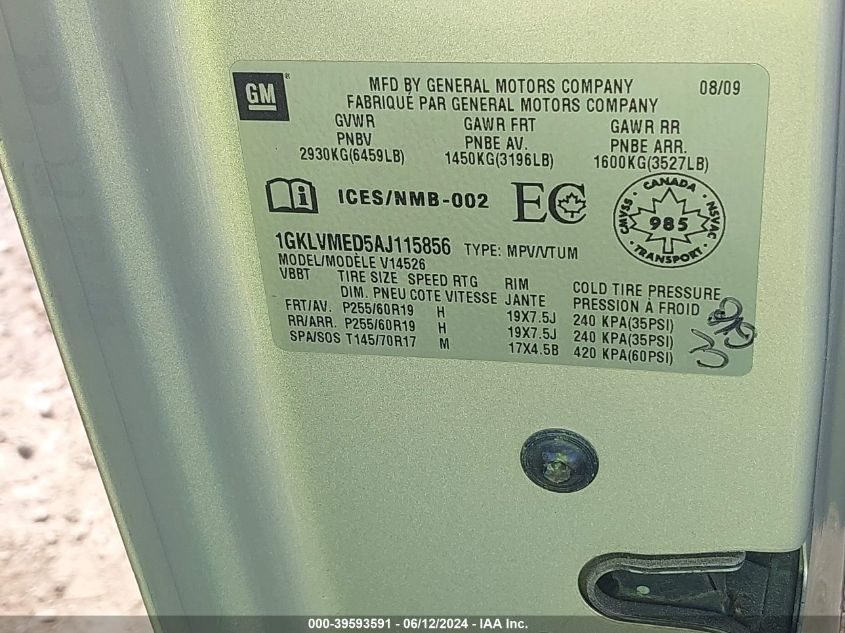 GM
MFD BY GENERAL MOTORS COMPANY 08/09
FABRIQUÉ PAR GENERAL MOTORS COMPANY
GVWR GAWR FRT GAWR RR
PNBV PNBE AV. PNBE ARR.
2930KG(6459LB) 1450KG(3196LB) 1600KG(3527LB)
i ICES/NMB-002 EC
CANADA
CMVSS 985 NSVAC
TRANSPORT
1GKLVMED5AJ115856 TYPE: MPV/VTUM
MODEL/MODÈLE V14526
VBBT TIRE SIZE SPEED RTG RIM COLD TIRE PRESSURE
DIM. PNEU COTE VITESSE JANTE PRESSION À FROID
FRT/AV. P255/60R19 H 19X7.5J 240 KPA(35PSI)
RR/ARR. P255/60R19 H 19X7.5J 240 KPA(35PSI)
SPA/SOS T145/70R17 M 17X4.5B 420 KPA(60PSI)
000-39593591 - 06/12/2024 - IAA Inc.